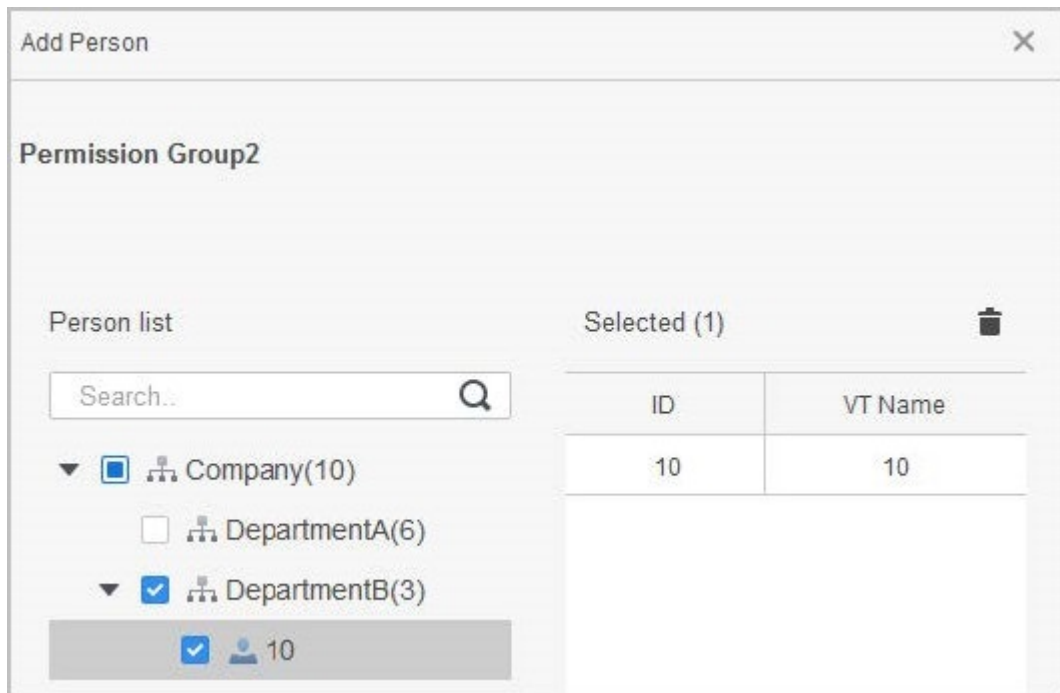 Add Person
Permission Group2
Person list
Search..
Company(10)
DepartmentA(6)
DepartmentB(3)
10
Selected (1)
ID VT Name
10 10